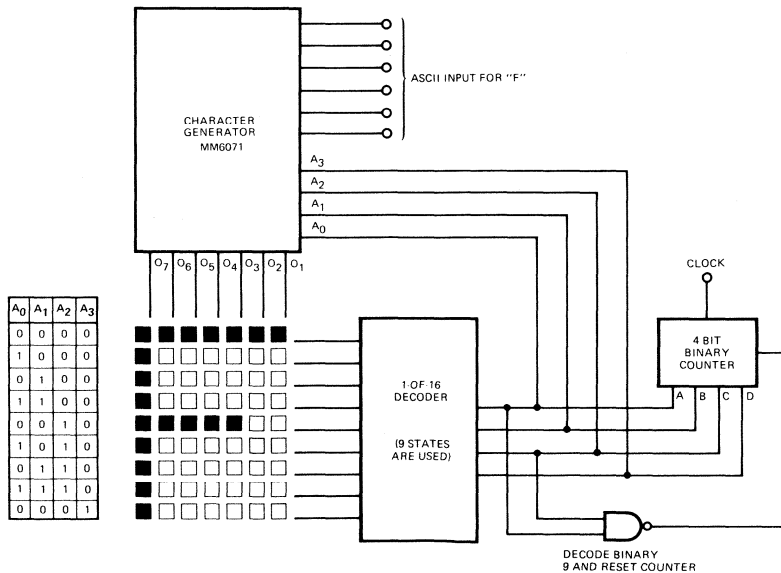 CHARACTER
GENERATOR
MM6071
ASCII INPUT FOR "F"
A3
A2
A1
A0
O7 O6 O5 O4 O3 O2 O1
CLOCK
4 BIT
BINARY
COUNTER
A B C D
1-OF-16
DECODER
(9 STATES
ARE USED)
A0 A1 A2 A3
0 0 0 0
1 0 0 0
0 1 0 0
1 1 0 0
0 0 1 0
1 0 1 0
0 1 1 0
1 1 1 0
0 0 0 1
DECODE BINARY
9 AND RESET COUNTER